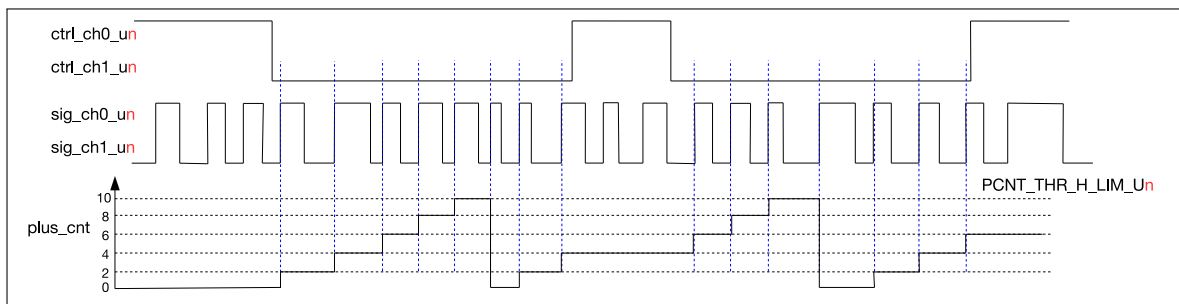 ctrl_ch0_un
ctrl_ch1_un
sig_ch0_un
sig_ch1_un
PCNT_THR_H_LIM_Un
plus_cnt
10
8
6
4
2
0